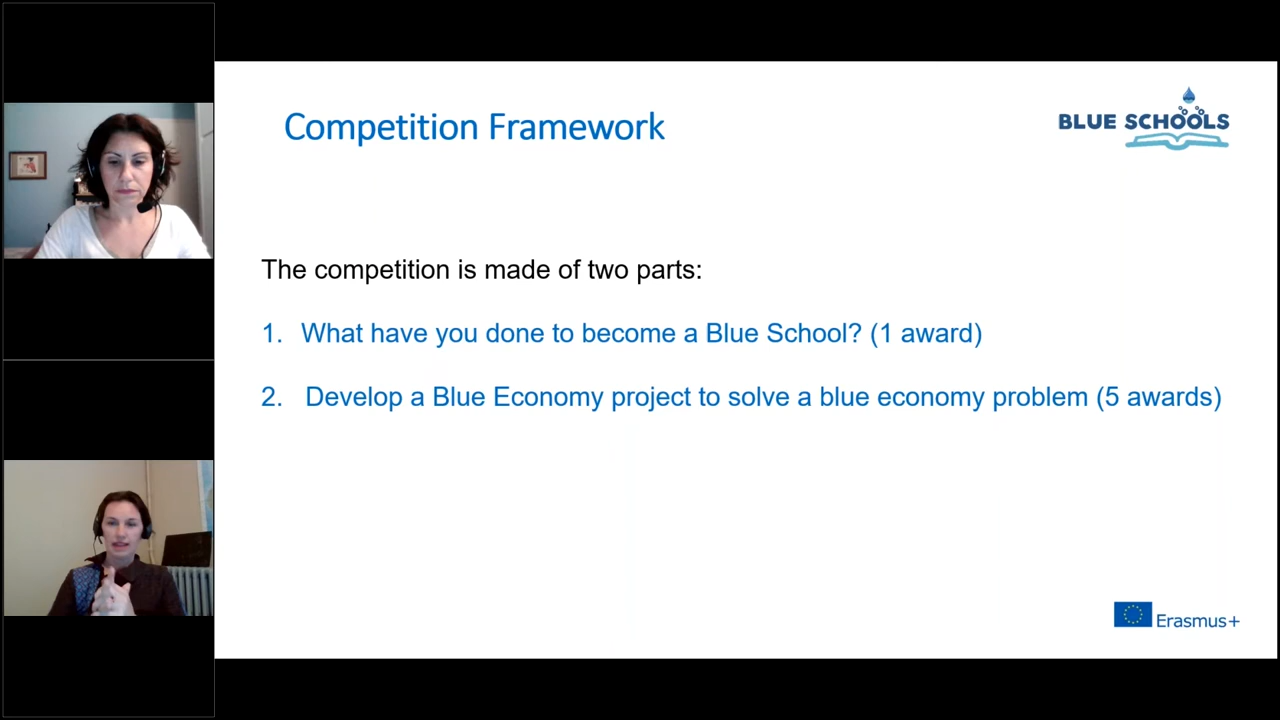 Competition Framework
BLUE SCHOOLS
The competition is made of two parts:
1. What have you done to become a Blue School? (1 award)
2. Develop a Blue Economy project to solve a blue economy problem (5 awards)
Erasmus+